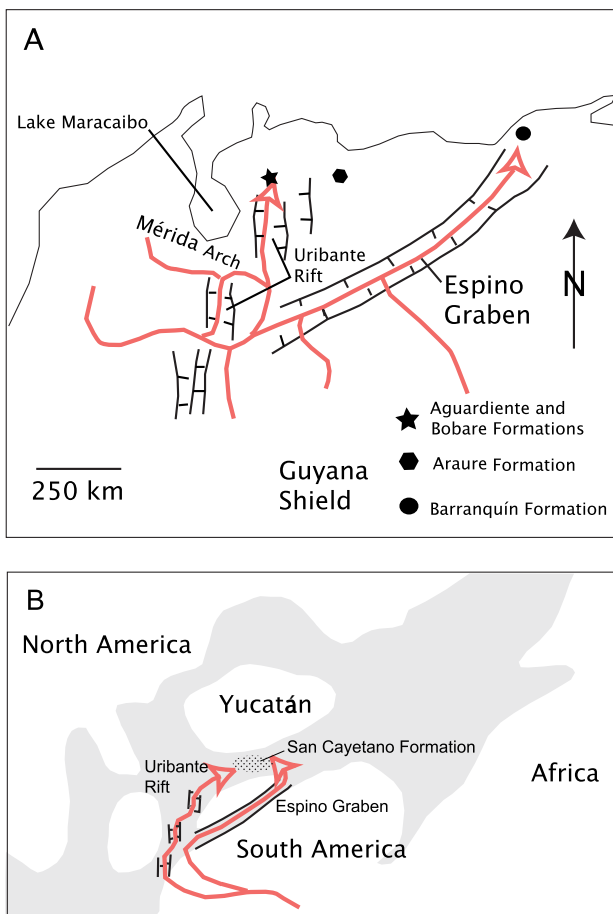 A
Lake Maracaibo
Mérida Arch
Uribante
Rift
Espino
Graben
N
Aguardiente and
Bobare Formations
Araure Formation
Barranquín Formation
Guyana
Shield
250 km
B
North America
Yucatán
San Cayetano Formation
Uribante
Rift
Africa
Espino Graben
South America